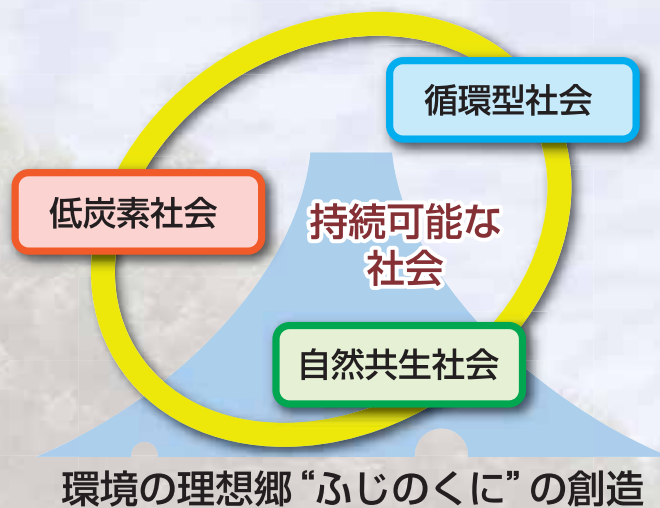 循環型社会
低炭素社会
持続可能な
社会
自然共生社会
環境の理想郷“ふじのくに”の創造